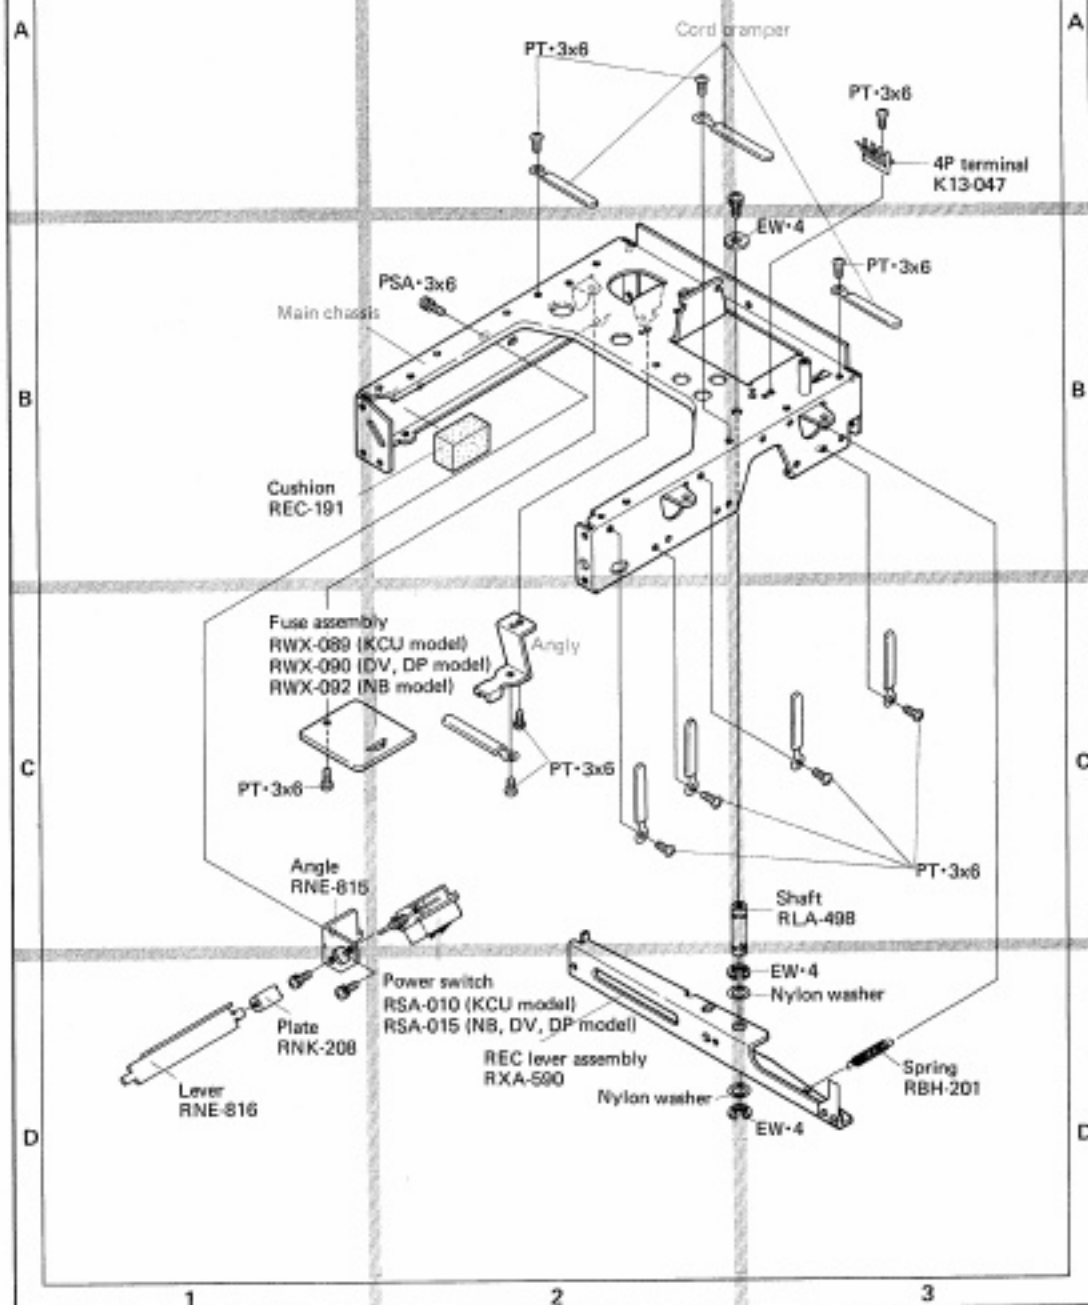 A
A
Cord cramper
PT•3x6
PT•3x6
4P terminal
K13-047
EW•4
PT•3x6
PSA•3x6
Main chassis
B
B
Cushion
REC-191
Fuse assembly
RWX-089 (KCU model)
RWX-090 (DV, DP model)
RWX-092 (NB model)
Angly
C
C
PT•3x6
PT•3x6
PT•3x6
Angle
RNE-815
Shaft
RLA-498
EW•4
Nylon washer
Power switch
RSA-010 (KCU model)
RSA-015 (NB, DV, DP model)
Plate
RNK-208
REC lever assembly
RXA-590
Spring
RBH-201
Lever
RNE-816
Nylon washer
EW•4
D
D
1
2
3